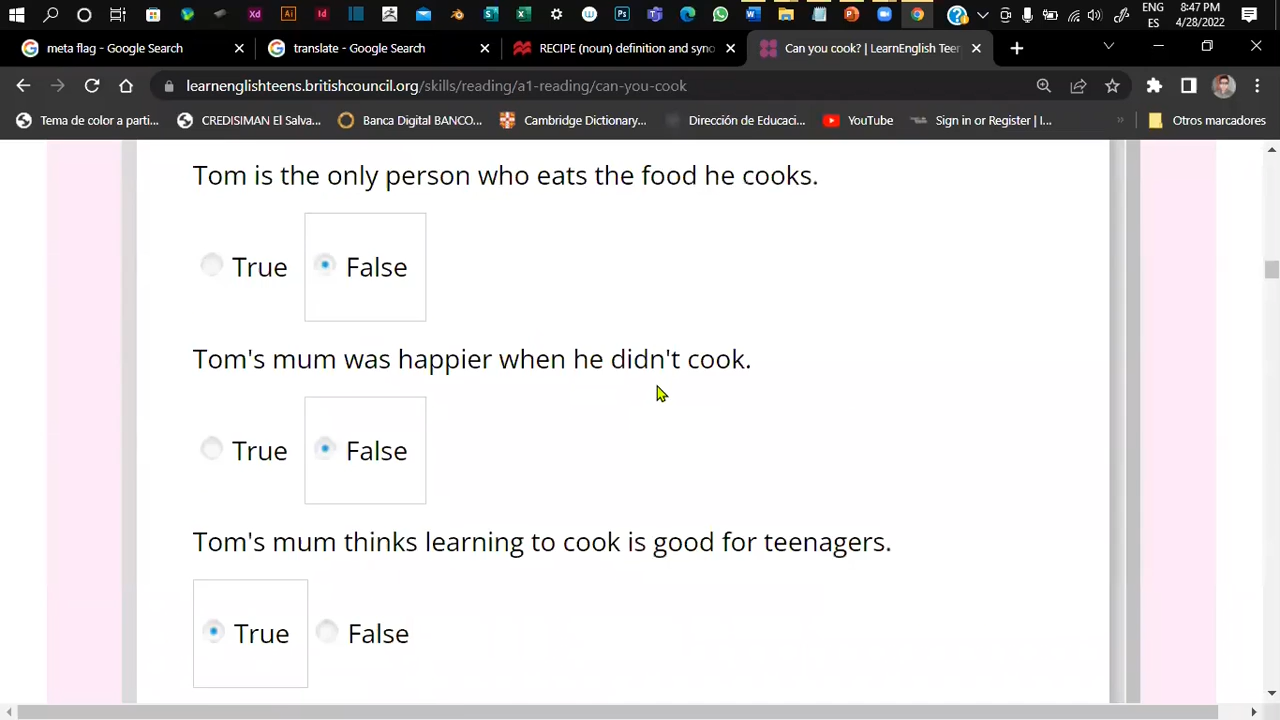 ENG
8:47 PM
ES
4/28/2022
meta flag - Google Search
translate - Google Search
RECIPE (noun) definition and syno
Can you cook? | LearnEnglish Teen
learnenglishteens.britishcouncil.org/skills/reading/a1-reading/can-you-cook
Tema de color a parti...
CREDISIMAN El Salva...
Banca Digital BANCO...
Cambridge Dictionary...
Dirección de Educaci...
YouTube
Sign in or Register | I...
Otros marcadores
Tom is the only person who eats the food he cooks.
True False
Tom's mum was happier when he didn't cook.
True False
Tom's mum thinks learning to cook is good for teenagers.
True False